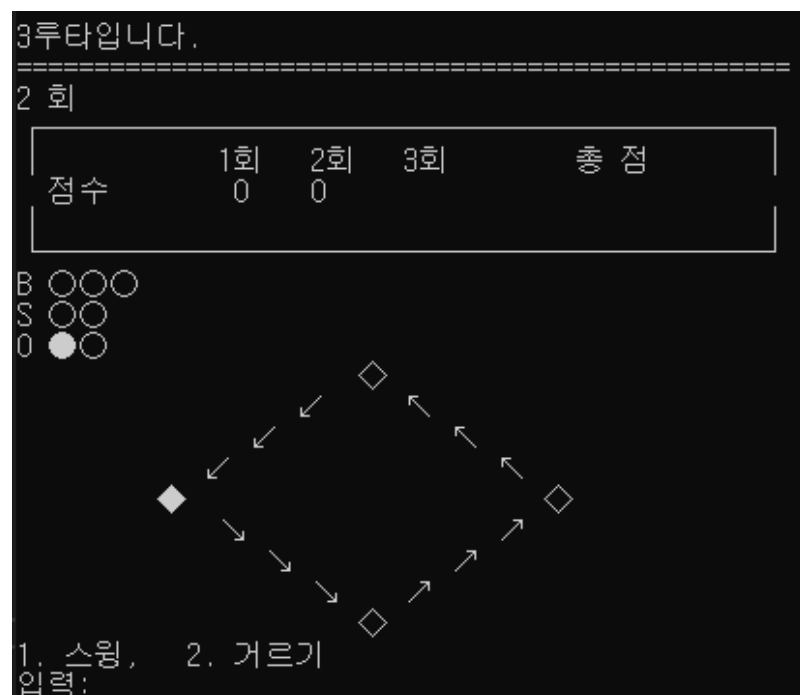 3루타입니다.
==================================================
2 회
1회 2회 3회 총 점
점수 0 0
B ○○○
S ○○
O ●○
1. 스윙, 2. 거르기
입력: